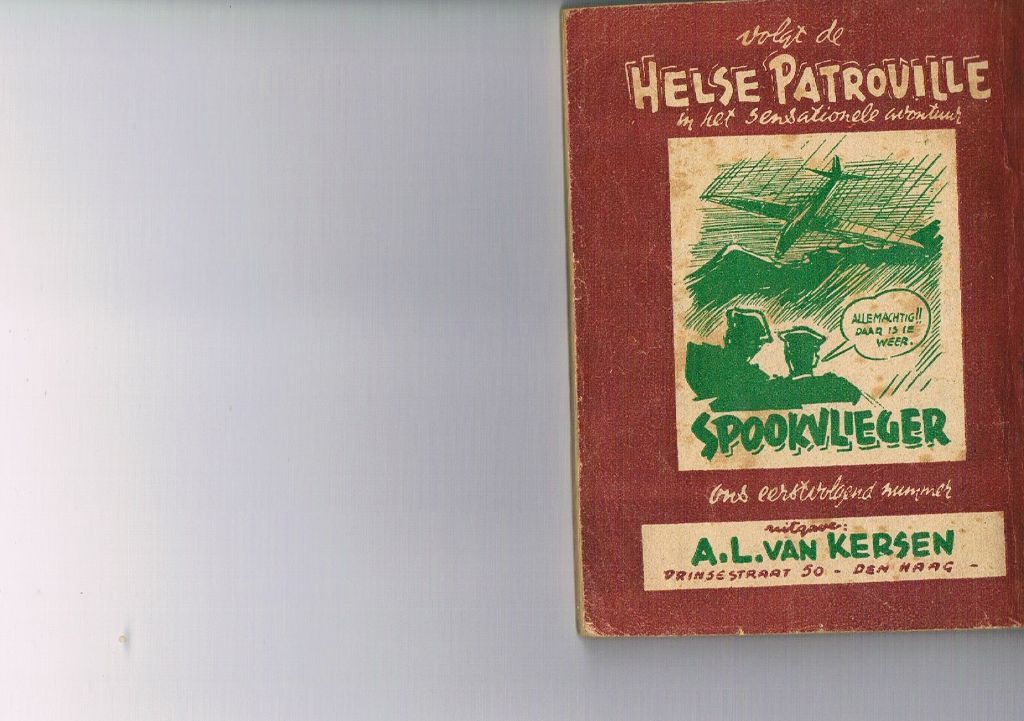 volgt de
HELSE PATROUILLE
in het sensationele avontuur
ALLEMACHTIG!!
DAAR IS IE
WEER.
SPOOKVLIEGER
ons eerstvolgend nummer
uitgave:
A.L. VAN KERSEN
PRINSESTRAAT 50 - DEN HAAG -